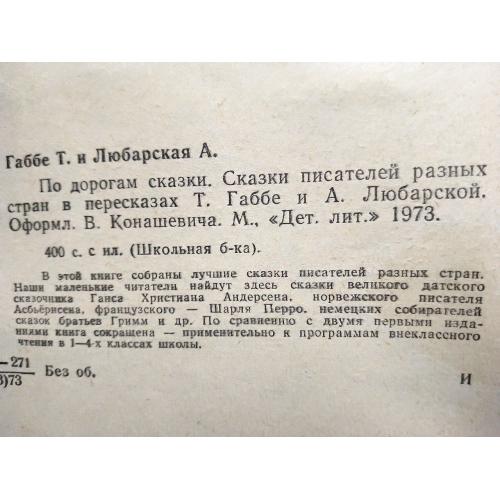 Габбе Т. и Любарская А.
По дорогам сказки. Сказки писателей разных
стран в пересказах Т. Габбе и А. Любарской.
Оформл. В. Конашевича. М., «Дет. лит.» 1973.
400 с. с ил. (Школьная б-ка).
В этой книге собраны лучшие сказки писателей разных стран.
Наши маленькие читатели найдут здесь сказки великого датского
сказочника Ганса Христиана Андерсена, норвежского писателя
Асбьёрнсена, французского — Шарля Перро, немецких собирателей
сказок братьев Гримм и др. По сравнению с двумя первыми изда-
ниями книга сокращена — применительно к программам внеклассного
чтения в 1—4-х классах школы.
—271
)73 Без об.
И